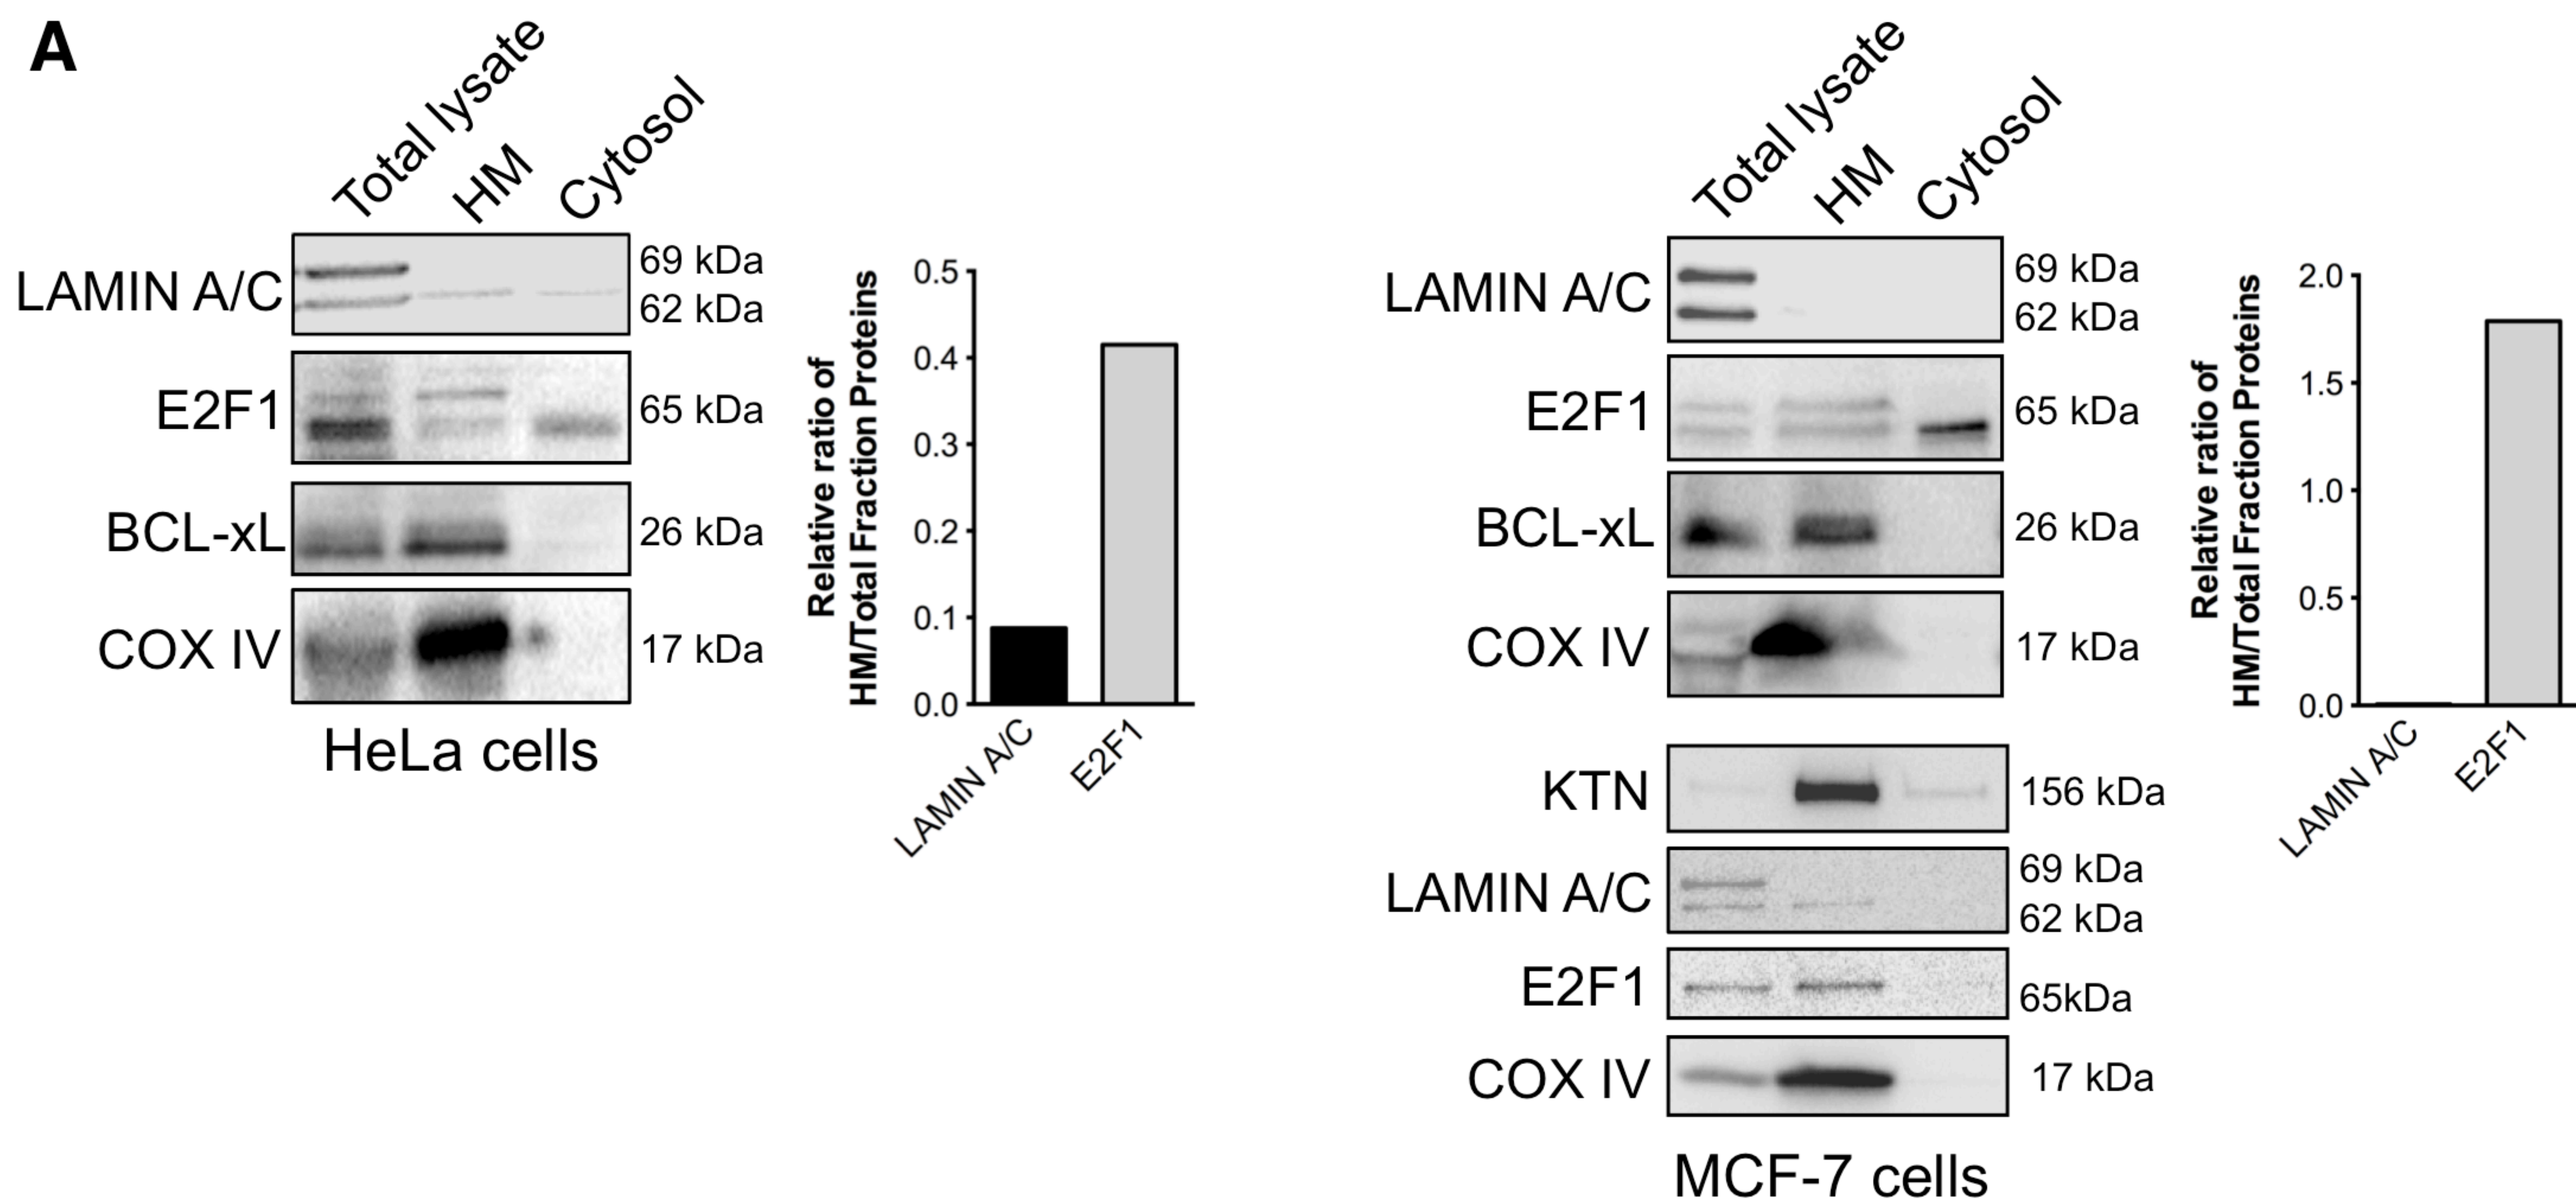 A
Total lysate
HM
Cytosol
LAMIN A/C
69 kDa
62 kDa
E2F1
65 kDa
BCL-xL
26 kDa
COX IV
17 kDa
HeLa cells
Relative ratio of
HM/Total Fraction Proteins
0.5
0.4
0.3
0.2
0.1
0.0
LAMIN A/C
E2F1
Total lysate
HM
Cytosol
LAMIN A/C
69 kDa
62 kDa
E2F1
65 kDa
BCL-xL
26 kDa
COX IV
17 kDa
KTN
156 kDa
LAMIN A/C
69 kDa
62 kDa
E2F1
65kDa
COX IV
17 kDa
MCF-7 cells
Relative ratio of
HM/Total Fraction Proteins
2.0
1.5
1.0
0.5
0.0
LAMIN A/C
E2F1